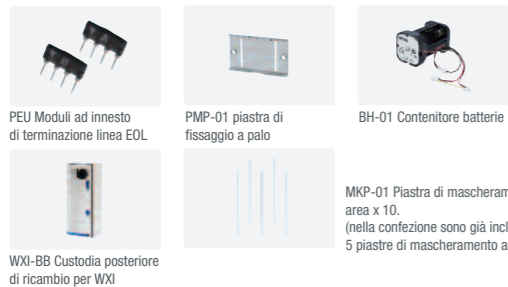 PEU Moduli ad innesto
di terminazione linea EOL
PMP-01 piastra di
fissaggio a palo
BH-01 Contenitore batterie
WXI-BB Custodia posteriore
di ricambio per WXI
MKP-01 Piastra di
area x 10.
(nella confezione sono già
5 piastre di mascheramento